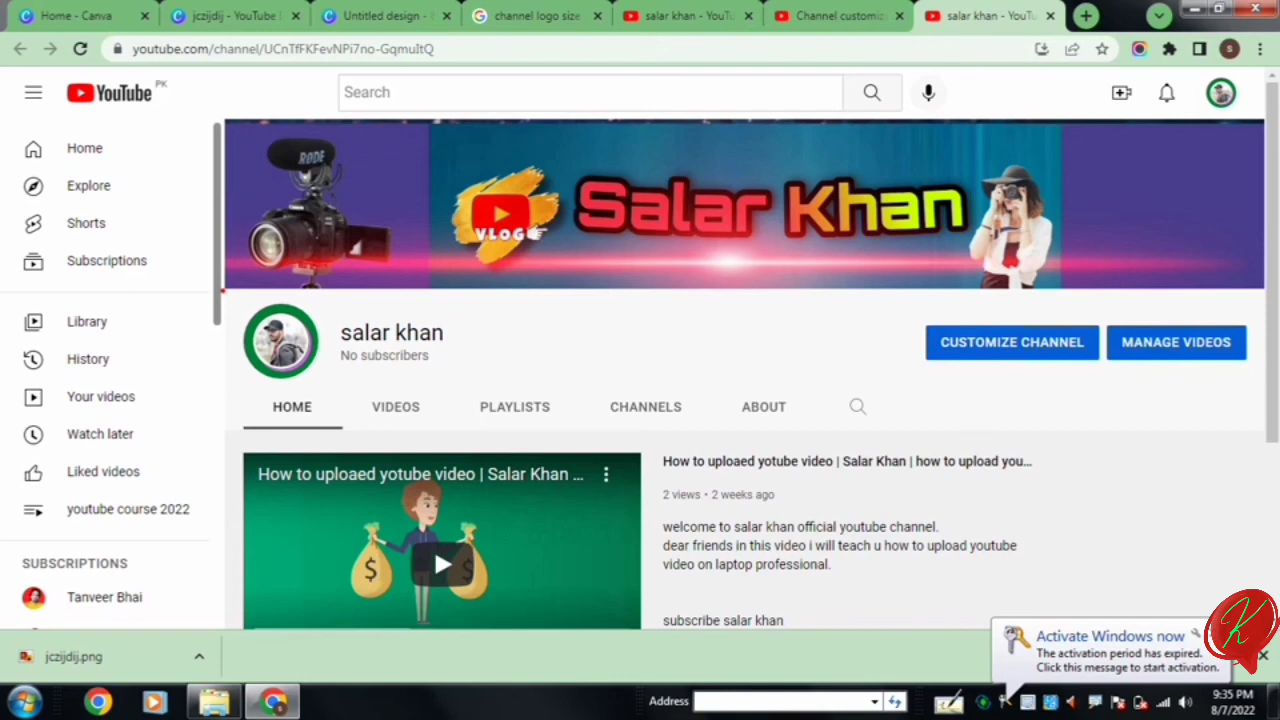 Home - Canva
jczijdij - YouTube
Untitled design -
channel logo size
salar khan - YouTu
Channel customiz
salar khan - YouTu
youtube.com/channel/UCnTfFKFevNPi7no-GqmuItQ
S
YouTube PK
Search
Home
Explore
Shorts
Subscriptions
Library
History
Your videos
Watch later
Liked videos
youtube course 2022
SUBSCRIPTIONS
Tanveer Bhai
RØDE
VLOG
Salar Khan
salar khan
No subscribers
CUSTOMIZE CHANNEL
MANAGE VIDEOS
HOME VIDEOS PLAYLISTS CHANNELS ABOUT
How to uploaed yotube video | Salar Khan ...
$ $
How to uploaed yotube video | Salar Khan | how to upload you...
2 views • 2 weeks ago
welcome to salar khan official youtube channel.
dear friends in this video i will teach u how to upload youtube
video on laptop professional.
subscribe salar khan
K
Activate Windows now
The activation period has expired.
Click this message to start activation.
jczijdij.png
Address
9:35 PM
8/7/2022